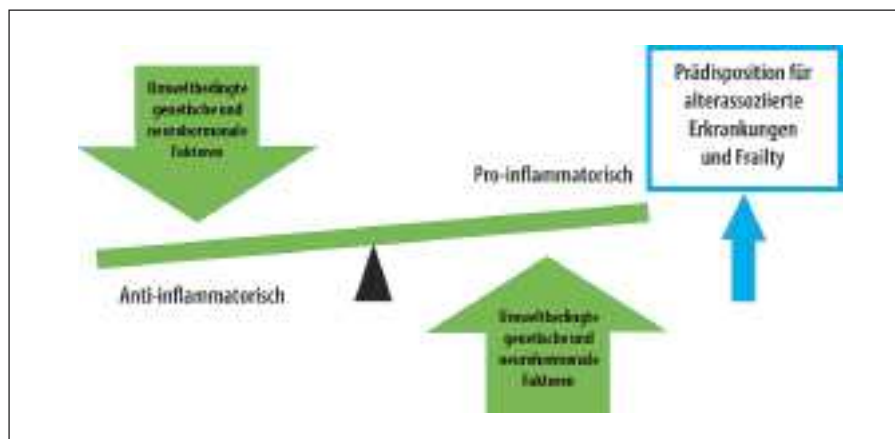 Umweltbedingte
genetische und
neurohormonale
Faktoren
Prädisposition für
alterassoziierte
Erkrankungen
und Frailty
Pro-inflammatorisch
Anti-inflammatorisch
Umweltbedingte
genetische und
neurohormonale
Faktoren